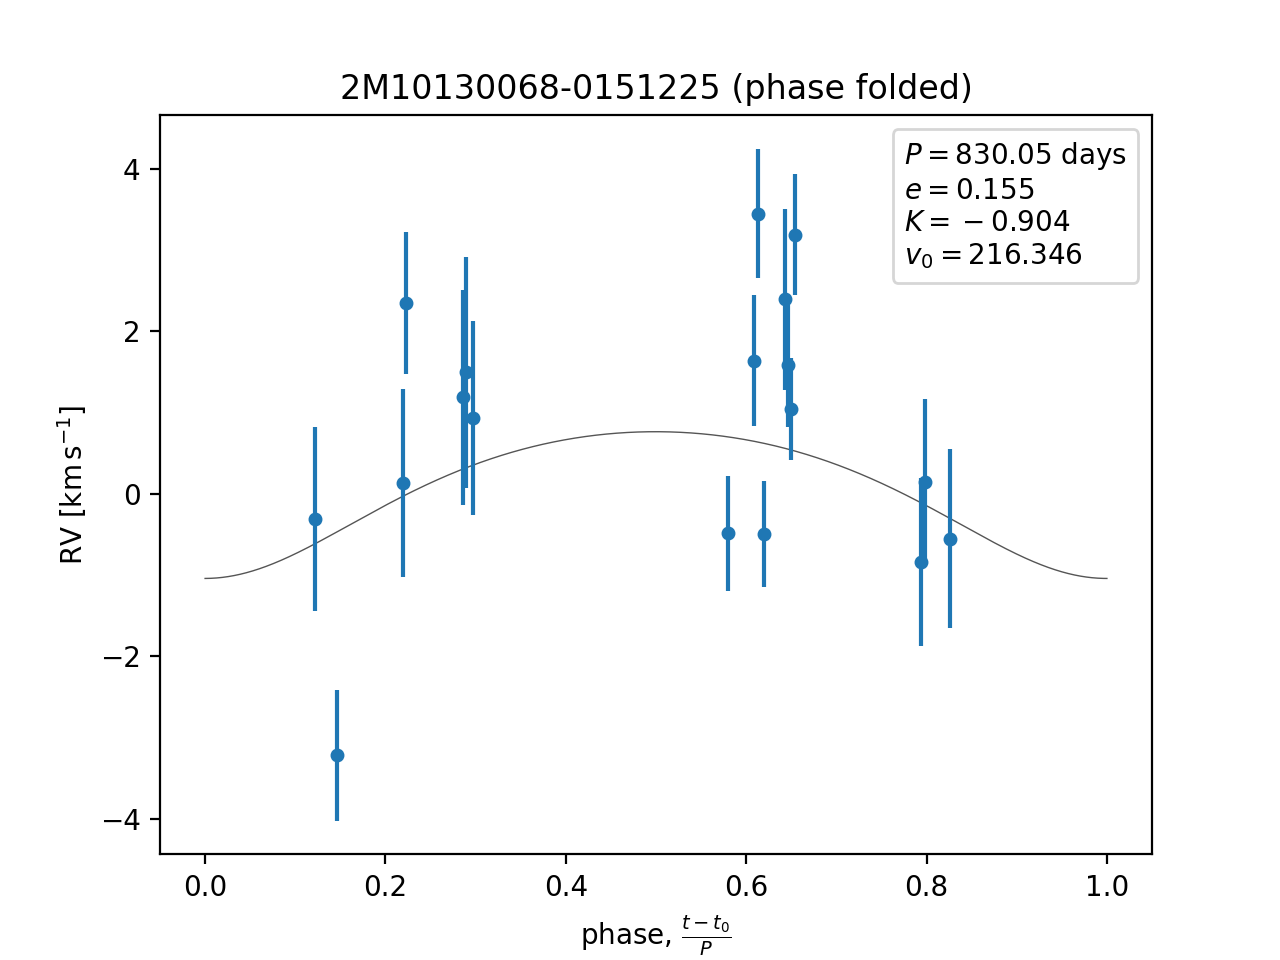 2M10130068-0151225 (phase folded)
P = 830.05 days
e = 0.155
K = −0.904
v₀ = 216.346
4
2
0
−2
−4
RV [km s⁻¹]
0.0 0.2 0.4 0.6 0.8 1.0
phase, (t − t₀)/P